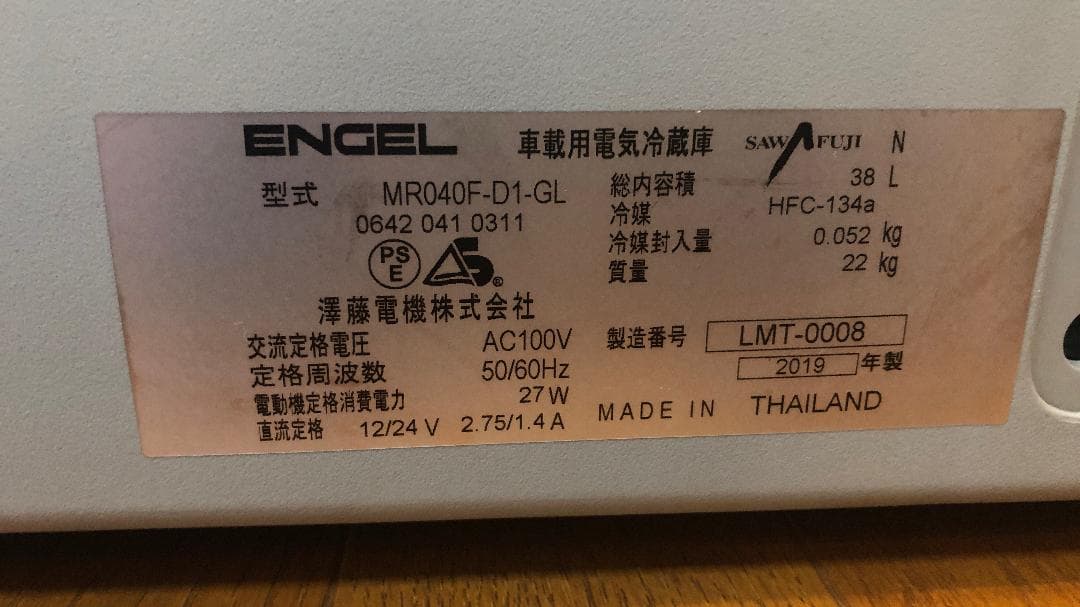 ENGEL 車載用電気冷蔵庫 SAWAFUJI N
型式 MR040F-D1-GL
0642 041 0311
PS E
AS®
澤藤電機株式会社
交流定格電圧 AC100V
定格周波数 50/60Hz
電動機定格消費電力 27W
直流定格 12/24 V 2.75/1.4 A
総内容積 38 L
冷媒 HFC-134a
冷媒封入量 0.052 kg
質量 22 kg
製造番号 LMT-0008
2019 年製
MADE IN THAILAND